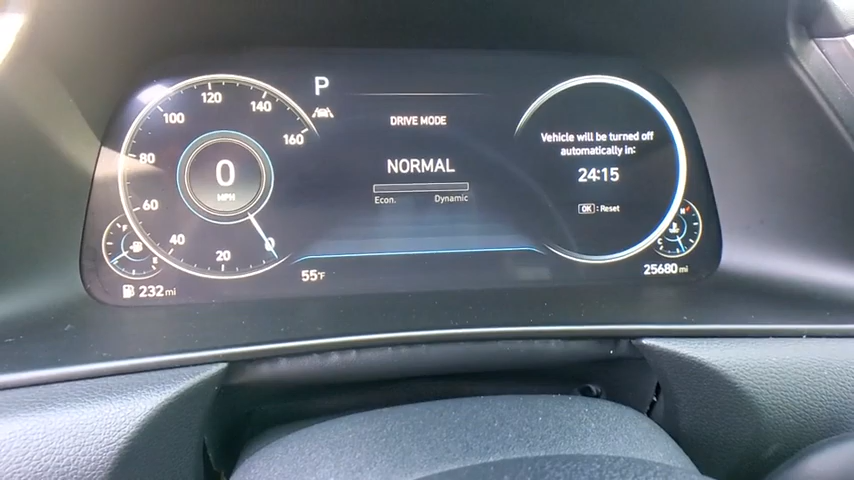 P
DRIVE MODE
NORMAL
Econ. Dynamic
Vehicle will be turned off
automatically in:
24:15
OK : Reset
0
MPH
0
20
40
60
80
100
120
140
160
F
E
H
C
232 mi
55°F
25680 mi